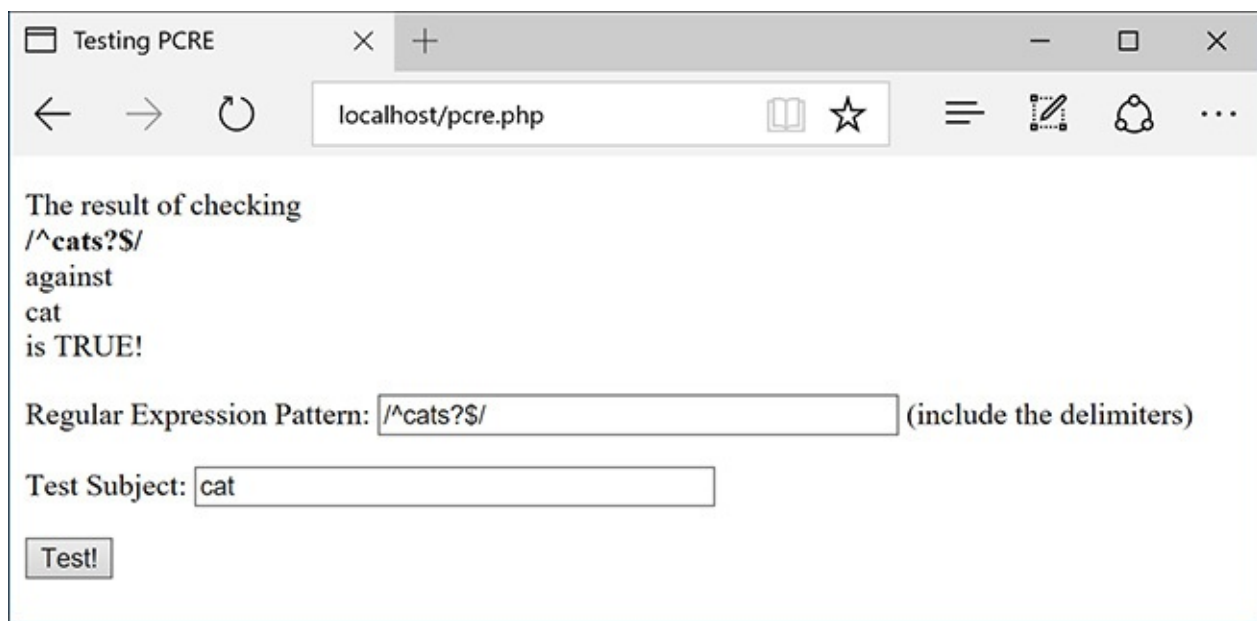 Testing PCRE
localhost/pcre.php
The result of checking
/^cats?$/
against
cat
is TRUE!
Regular Expression Pattern: /^cats?$/ (include the delimiters)
Test Subject: cat
Test!